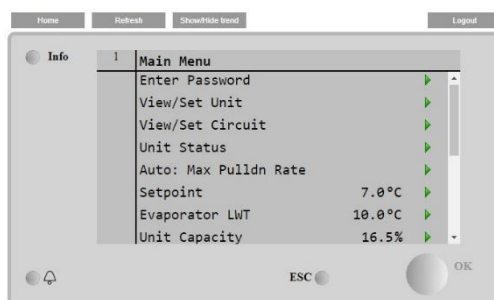 Home Refresh Show/Hide trend Logout
Info 1 Main Menu
Enter Password
View/Set Unit
View/Set Circuit
Unit Status
Auto: Max Pulldn Rate
Setpoint 7.0°C
Evaporator LWT 10.0°C
Unit Capacity 16.5%
ESC OK